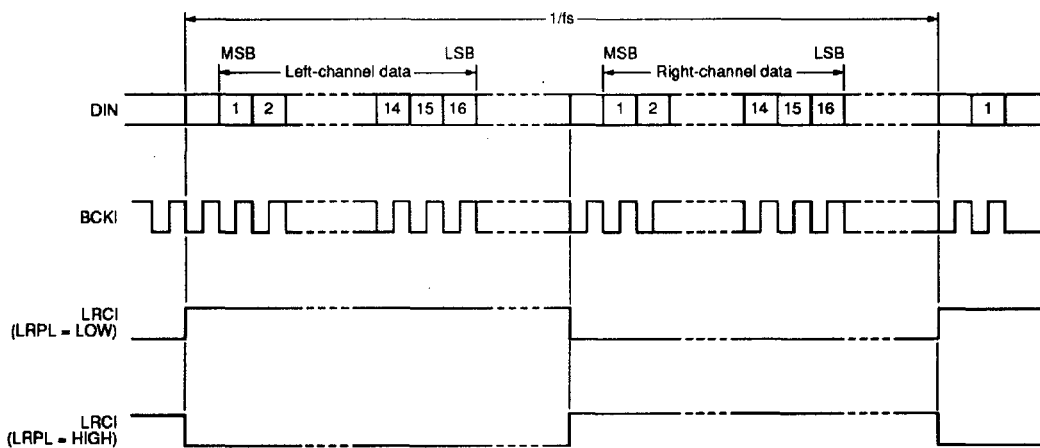 1/fs
MSB LSB MSB LSB
Left-channel data Right-channel data
DIN 1 2 14 15 16 1 2 14 15 16 1
BCKI
LRCI
(LRPL = LOW)
LRCI
(LRPL = HIGH)